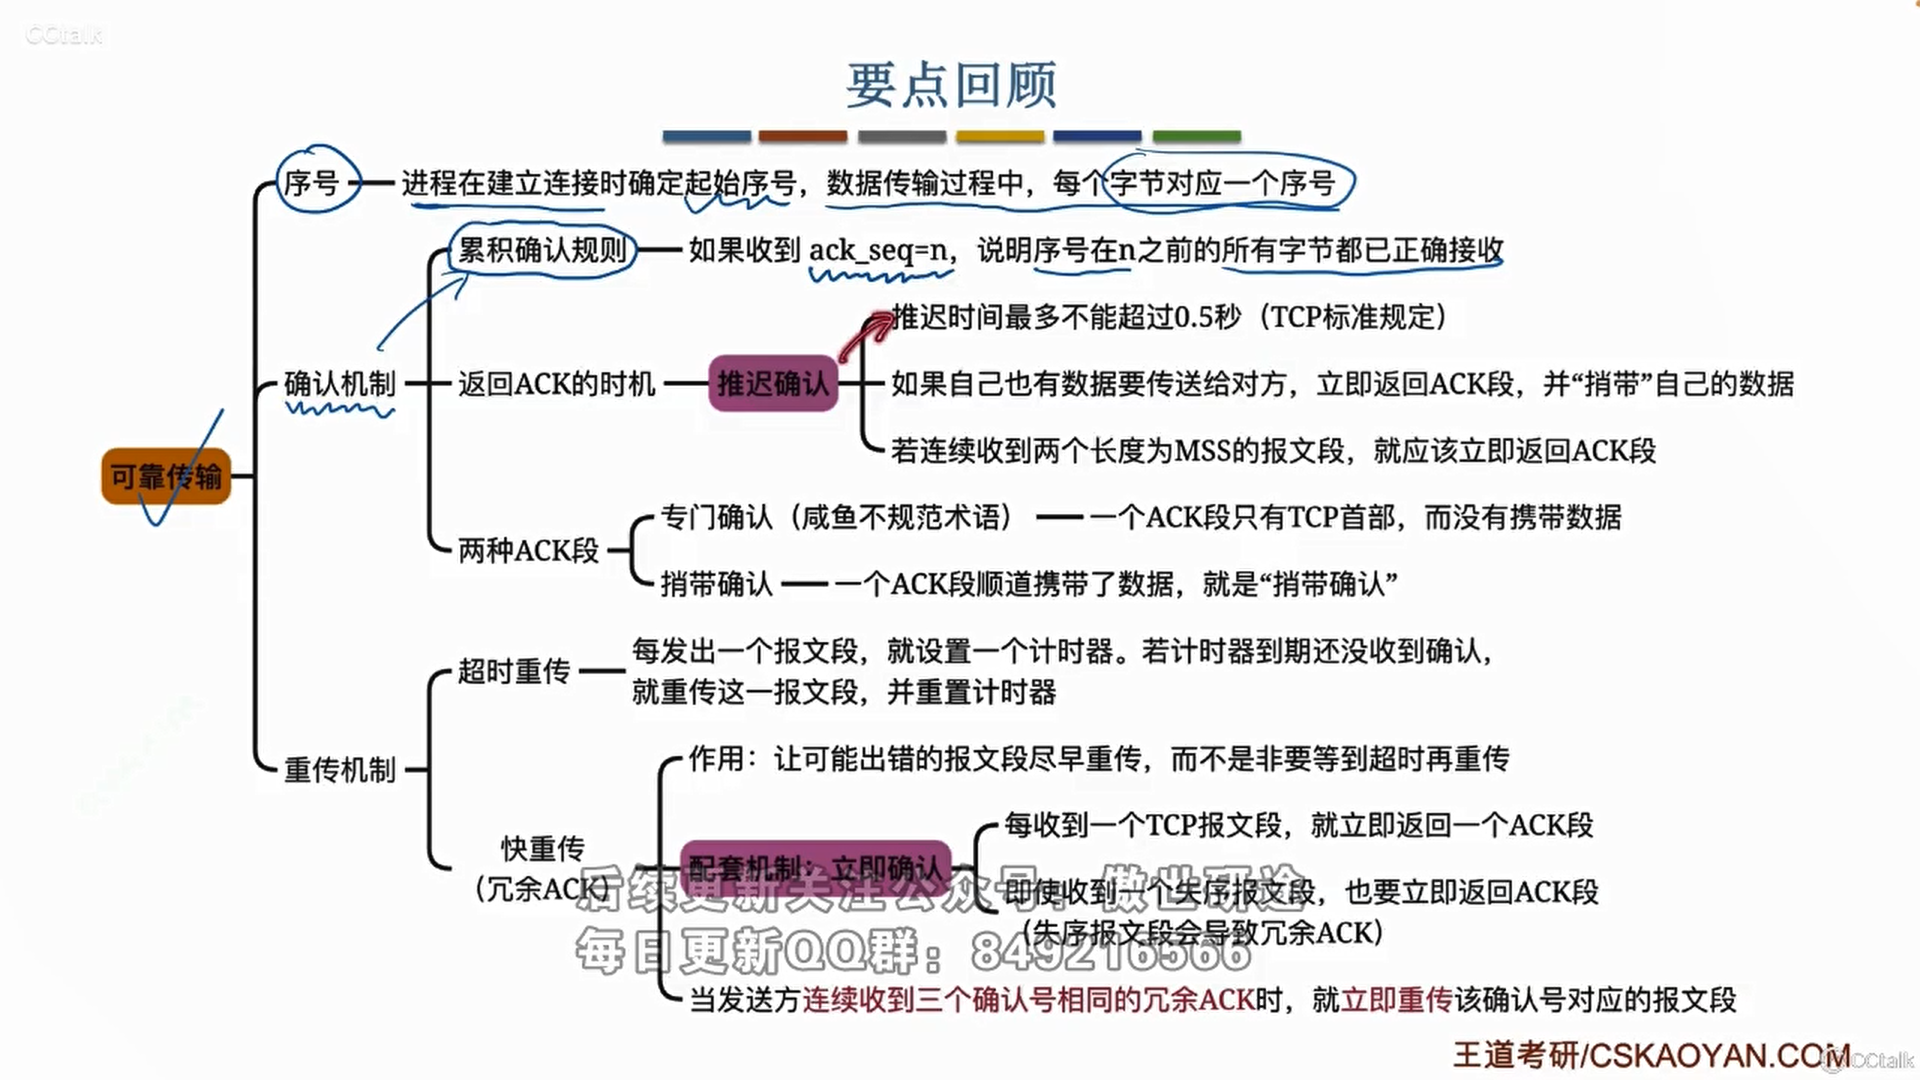 CCtalk
要点回顾
序号
进程在建立连接时确定起始序号，数据传输过程中，每个字节对应一个序号
累积确认规则
如果收到 ack_seq=n，说明序号在n之前的所有字节都已正确接收
推迟时间最多不能超过0.5秒（TCP标准规定）
确认机制
返回ACK的时机
推迟确认
如果自己也有数据要传送给对方，立即返回ACK段，并“捎带”自己的数据
若连续收到两个长度为MSS的报文段，就应该立即返回ACK段
可靠传输
专门确认（咸鱼不规范术语）
一个ACK段只有TCP首部，而没有携带数据
两种ACK段
捎带确认
一个ACK段顺道携带了数据，就是“捎带确认”
超时重传
每发出一个报文段，就设置一个计时器。若计时器到期还没收到确认，
就重传这一报文段，并重置计时器
重传机制
作用：让可能出错的报文段尽早重传，而不是非要等到超时再重传
每收到一个TCP报文段，就立即返回一个ACK段
快重传
（冗余ACK）
配套机制：立即确认
即使收到一个失序报文段，也要立即返回ACK段
（失序报文段会导致冗余ACK）
后续更新关注公众号：傲世研途
每日更新QQ群：849216566
当发送方连续收到三个确认号相同的冗余ACK时，就立即重传该确认号对应的报文段
王道考研/CSKAOYAN.COM
CCtalk